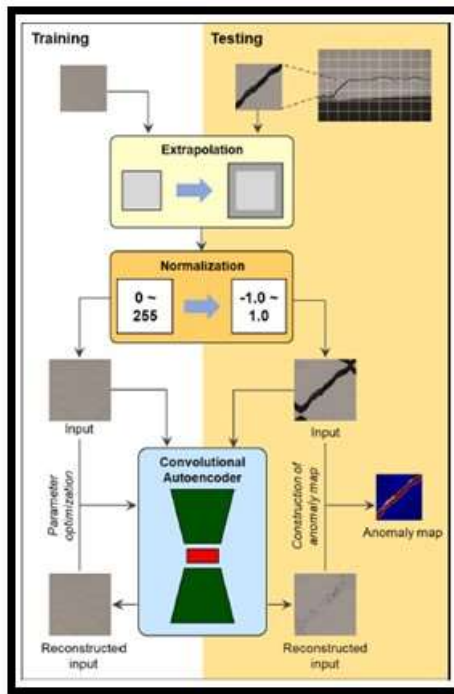 Training
Testing
Extrapolation
Normalization
0 ~
255
-1.0 ~
1.0
Input
Input
Convolutional
Autoencoder
Parameter
optimization
Construction of
anomaly map
Anomaly map
Reconstructed
input
Reconstructed
input